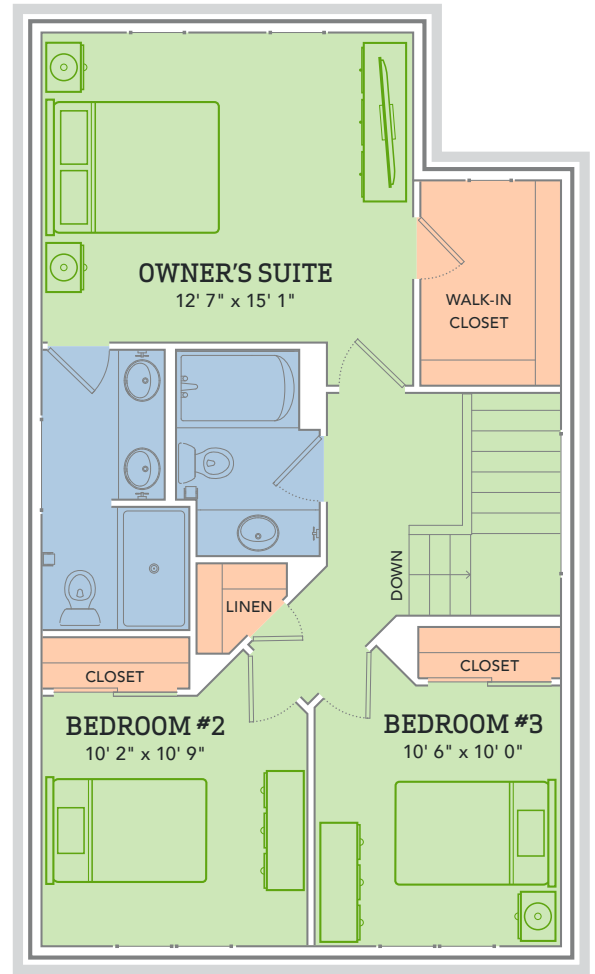 OWNER'S SUITE
12' 7" x 15' 1"
WALK-IN
CLOSET
DOWN
LINEN
CLOSET
CLOSET
BEDROOM #2
10' 2" x 10' 9"
BEDROOM #3
10' 6" x 10' 0"